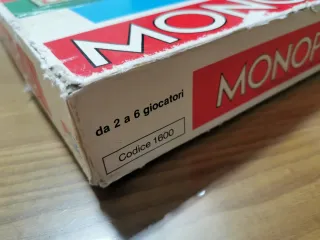 MONO
MONOP
da 2 a 6 giocatori
Codice 1600